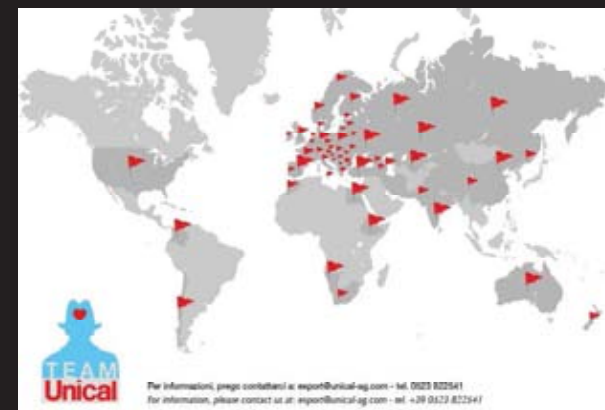 TEAM
Unical
Per informazioni, prego contattarci a: export@unical-ag.com - tel. 0523 822541
For information, please contact us at: export@unical-ag.com - tel. +39 0523 822541